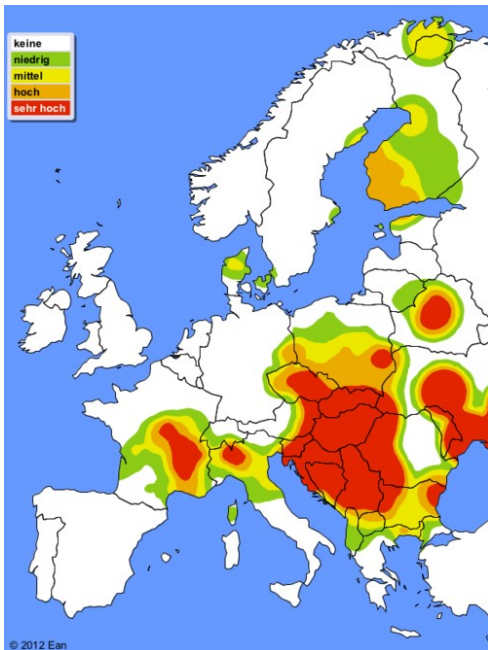 keine
niedrig
mittel
hoch
sehr hoch
© 2012 Ean